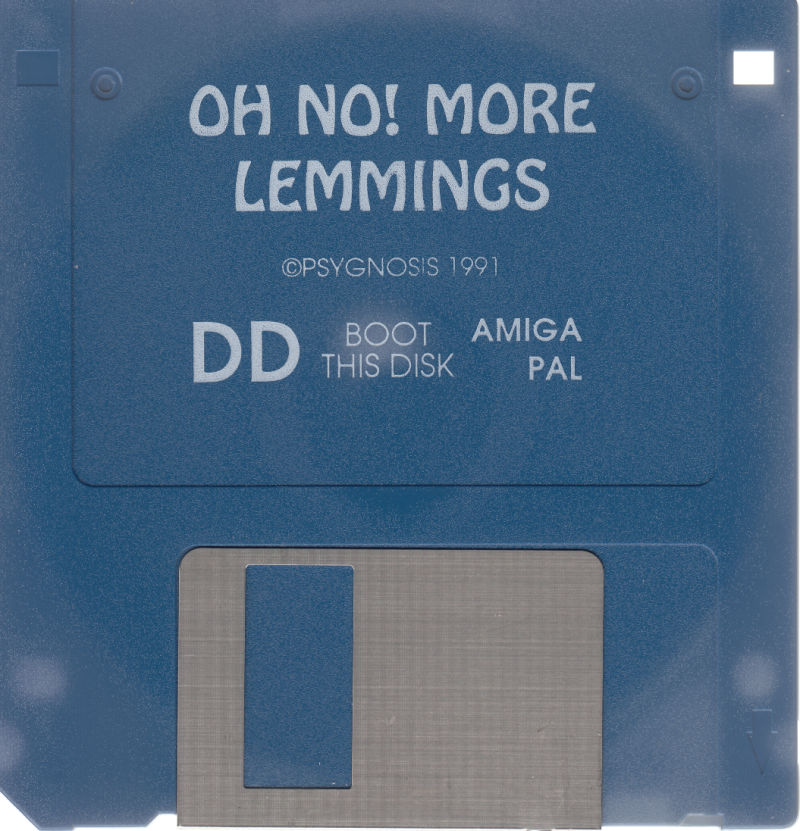 OH NO! MORE
LEMMINGS
©PSYGNOSIS 1991
DD
BOOT
THIS DISK
AMIGA
PAL